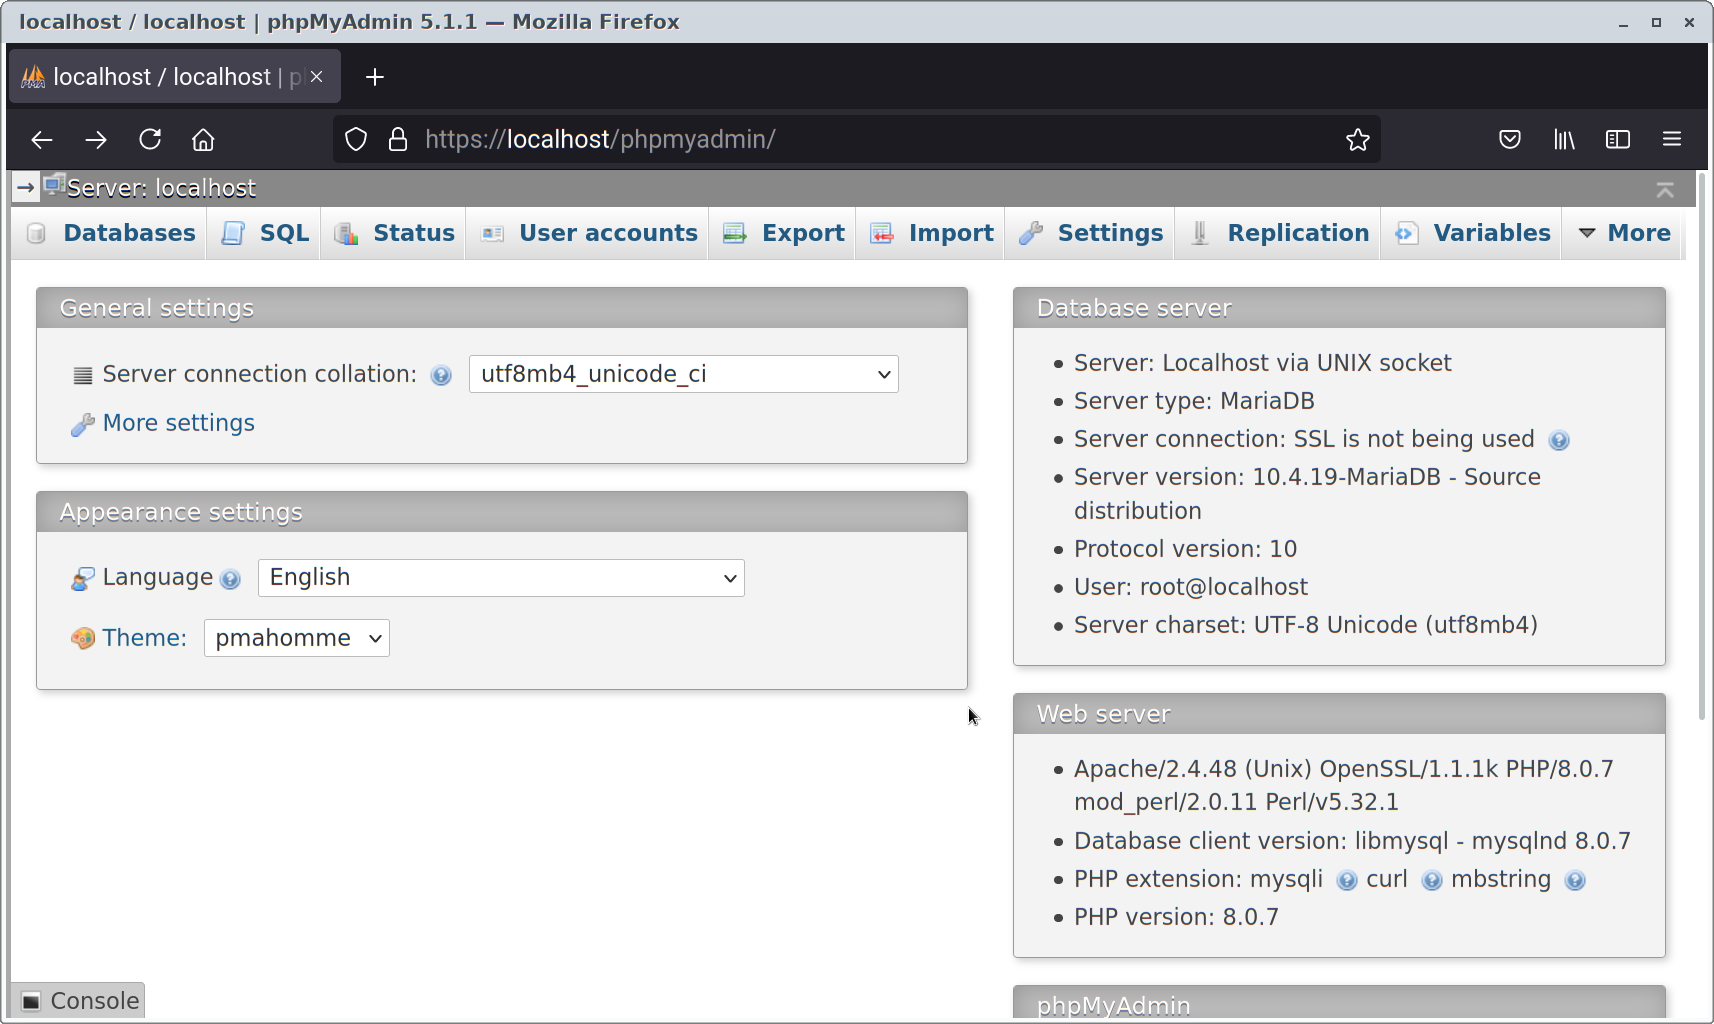 localhost / localhost | phpMyAdmin 5.1.1 — Mozilla Firefox
localhost / localhost | p
https://localhost/phpmyadmin/
Server: localhost
Databases SQL Status User accounts Export Import Settings Replication Variables More
General settings
Server connection collation: utf8mb4_unicode_ci
More settings
Appearance settings
Language English
Theme: pmahomme
Database server
Server: Localhost via UNIX socket
Server type: MariaDB
Server connection: SSL is not being used
Server version: 10.4.19-MariaDB - Source
distribution
Protocol version: 10
User: root@localhost
Server charset: UTF-8 Unicode (utf8mb4)
Web server
Apache/2.4.48 (Unix) OpenSSL/1.1.1k PHP/8.0.7
mod_perl/2.0.11 Perl/v5.32.1
Database client version: libmysql - mysqlnd 8.0.7
PHP extension: mysqli curl mbstring
PHP version: 8.0.7
phpMyAdmin
Console